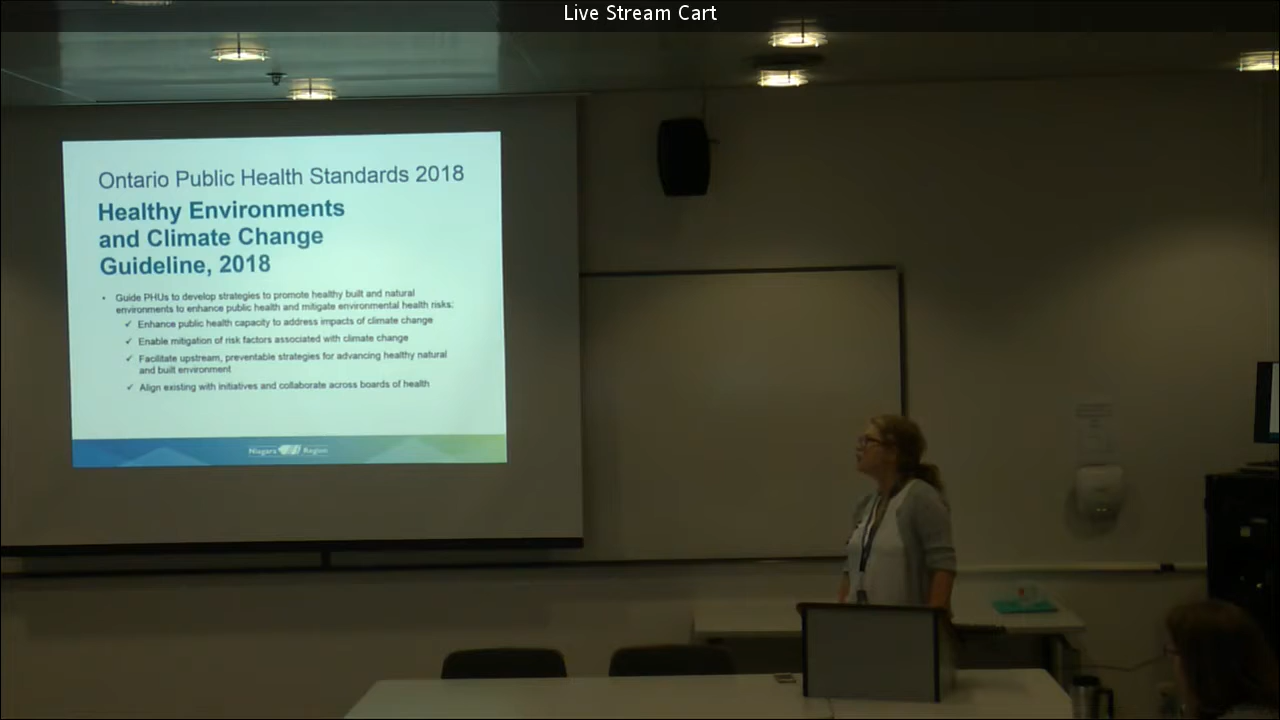 Live Stream Cart
Ontario Public Health Standards 2018
Healthy Environments
and Climate Change
Guideline, 2018
• Guide PHUs to develop strategies to promote healthy built and natural
environments to enhance public health and mitigate environmental health risks:
✓ Enhance public health capacity to address impacts of climate change
✓ Enable mitigation of risk factors associated with climate change
✓ Facilitate upstream, preventable strategies for advancing healthy natural
and built environment
✓ Align existing with initiatives and collaborate across boards of health
Niagara Region